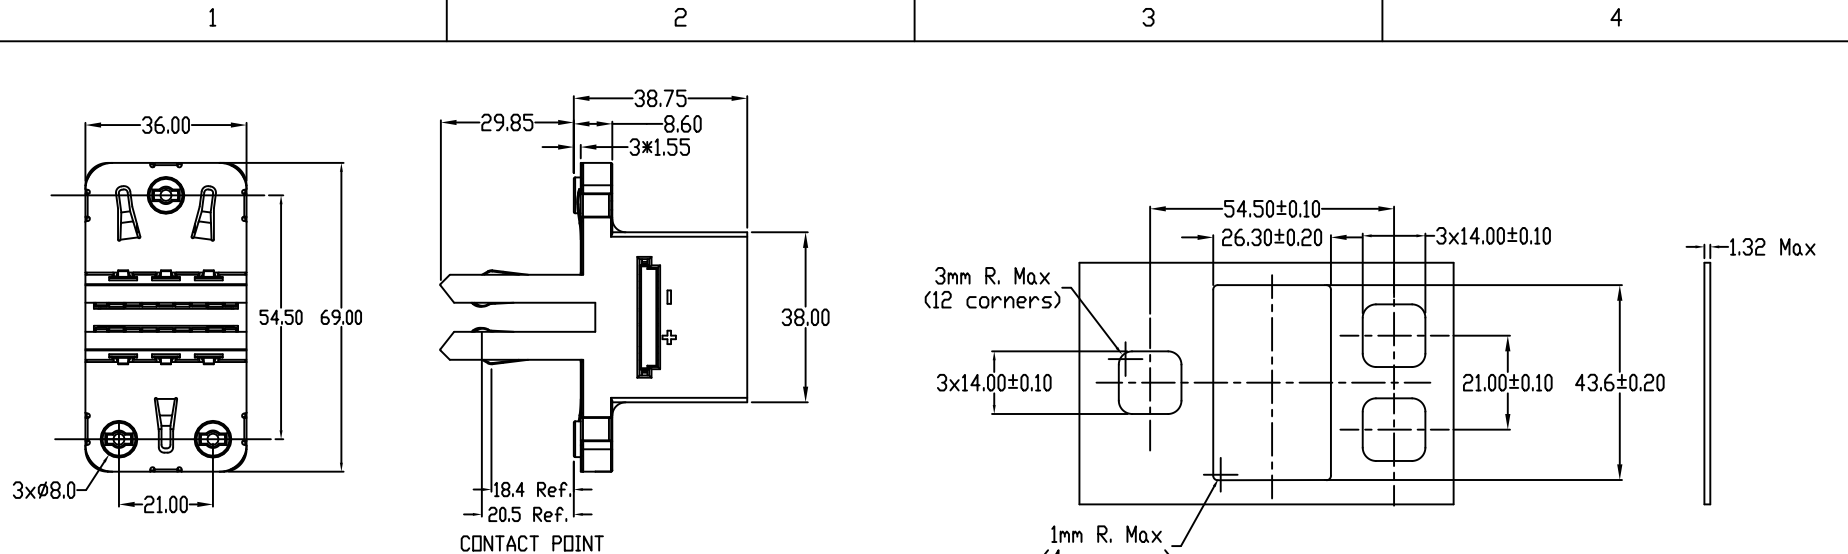 1
2
3
4
36.00
54.50
69.00
3xø8.0
21.00
38.75
29.85
8.60
3*1.55
-
+
38.00
18.4 Ref.
20.5 Ref.
CONTACT POINT
54.50±0.10
26.30±0.20
3x14.00±0.10
3mm R. Max
(12 corners)
3x14.00±0.10
21.00±0.10
43.6±0.20
1mm R. Max
1.32 Max